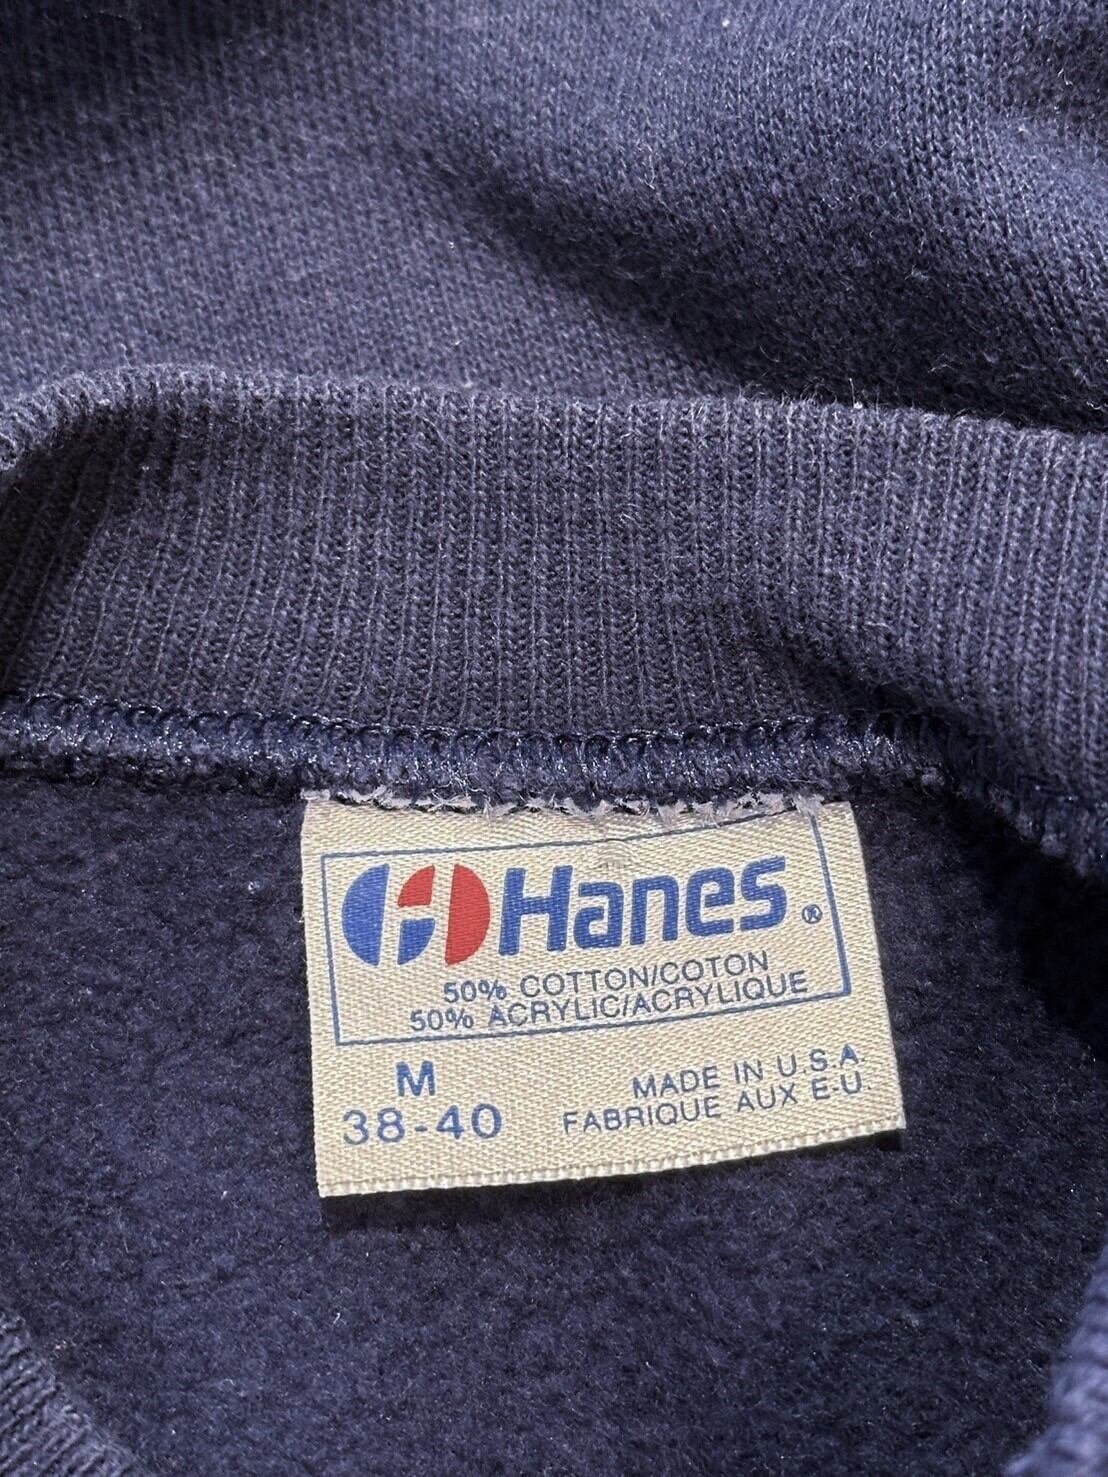 Hanes®
50% COTTON/COTON
50% ACRYLIC/ACRYLIQUE
M
38-40
MADE IN U.S.A
FABRIQUE AUX E-U.